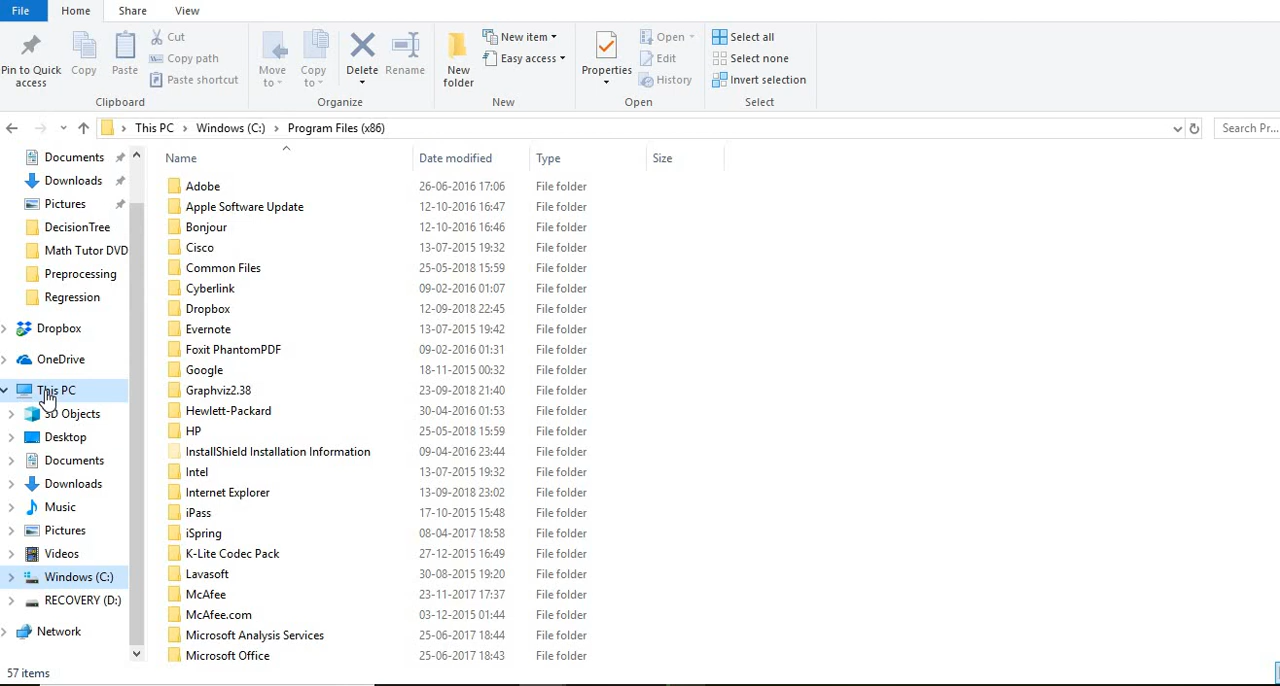 File Home Share View
Pin to Quick access
Copy
Paste
Cut
Copy path
Paste shortcut
Clipboard
Move to
Copy to
Delete
Rename
Organize
New folder
New item
Easy access
New
Properties
Open
Edit
History
Open
Select all
Select none
Invert selection
Select
This PC Windows (C:) Program Files (x86)
Search Pr...
Documents
Downloads
Pictures
DecisionTree
Math Tutor DVD
Preprocessing
Regression
Dropbox
OneDrive
This PC
3D Objects
Desktop
Documents
Downloads
Music
Pictures
Videos
Windows (C:)
RECOVERY (D:)
Network
Name Date modified Type Size
Adobe 26-06-2016 17:06 File folder
Apple Software Update 12-10-2016 16:47 File folder
Bonjour 12-10-2016 16:46 File folder
Cisco 13-07-2015 19:32 File folder
Common Files 25-05-2018 15:59 File folder
Cyberlink 09-02-2016 01:07 File folder
Dropbox 12-09-2018 22:45 File folder
Evernote 13-07-2015 19:42 File folder
Foxit PhantomPDF 09-02-2016 01:31 File folder
Google 18-11-2015 00:32 File folder
Graphviz2.38 23-09-2018 21:40 File folder
Hewlett-Packard 30-04-2016 01:53 File folder
HP 25-05-2018 15:59 File folder
InstallShield Installation Information 09-04-2016 23:44 File folder
Intel 13-07-2015 19:32 File folder
Internet Explorer 13-09-2018 23:02 File folder
iPass 17-10-2015 15:48 File folder
iSpring 08-04-2017 18:58 File folder
K-Lite Codec Pack 27-12-2015 16:49 File folder
Lavasoft 30-08-2015 19:20 File folder
McAfee 23-11-2017 17:37 File folder
McAfee.com 03-12-2015 01:44 File folder
Microsoft Analysis Services 25-06-2017 18:44 File folder
Microsoft Office 25-06-2017 18:43 File folder
57 items